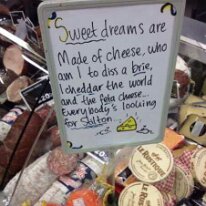 Sweet dreams are
Made of cheese, who
am I to diss a brie,
I cheddar the world
and the feta cheese...
Everybody's looking
for Stilton...